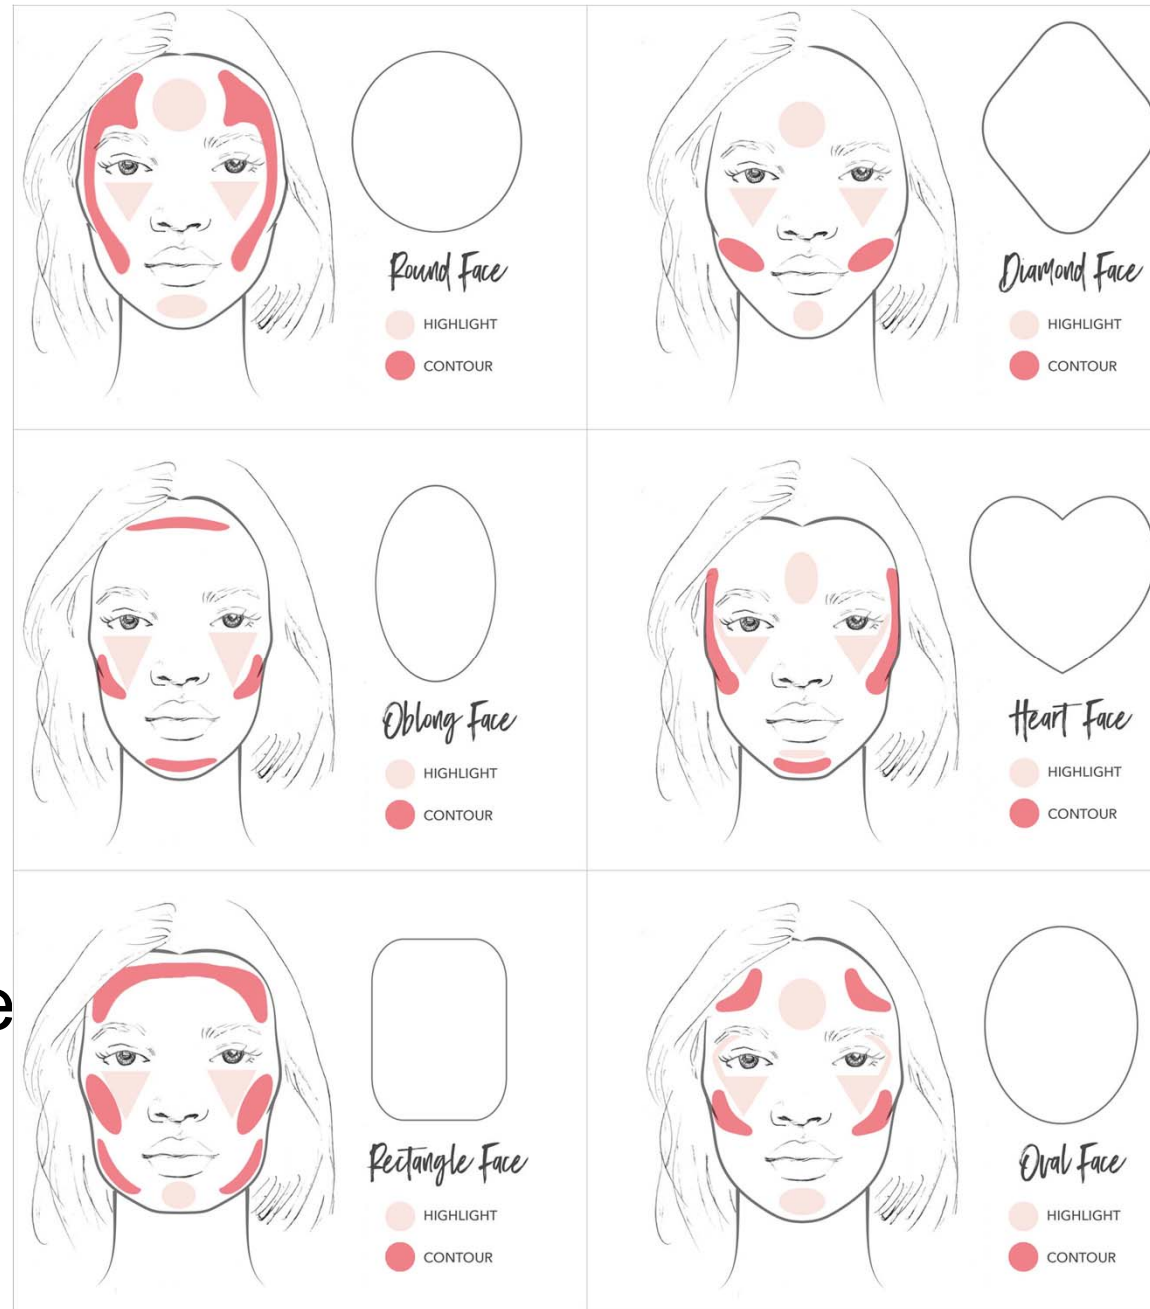 Round Face
HIGHLIGHT
CONTOUR
Diamond Face
HIGHLIGHT
CONTOUR
Oblong Face
HIGHLIGHT
CONTOUR
Heart Face
HIGHLIGHT
CONTOUR
e
Rectangle Face
HIGHLIGHT
CONTOUR
Oval Face
HIGHLIGHT
CONTOUR